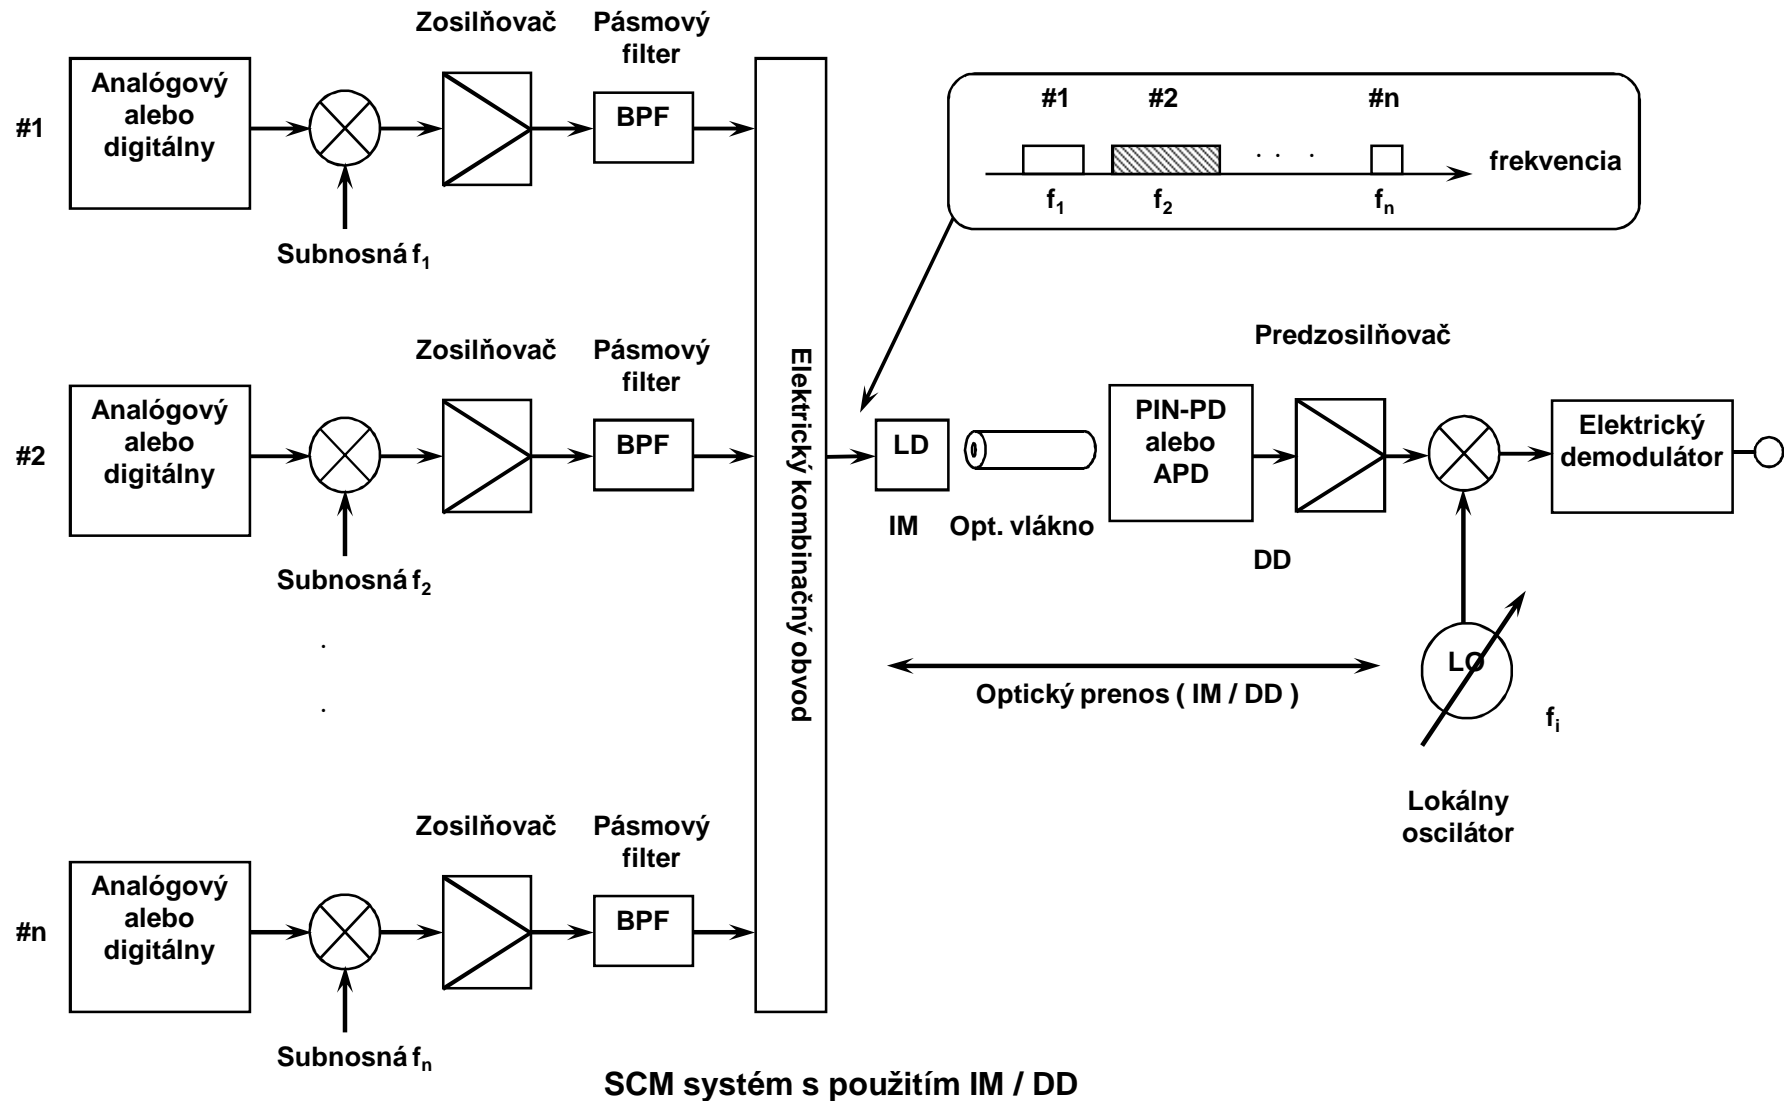 Zosilňovač
Pásmový
filter
#1
Analógový
alebo
digitálny
BPF
Subnosná f1
#1 #2 #n
. . .
frekvencia
f1 f2 fn
Zosilňovač
Pásmový
filter
#2
Analógový
alebo
digitálny
BPF
Subnosná f2
.
.
Elektrický kombinačný obvod
LD
IM
Opt. vlákno
PIN-PD
alebo
APD
DD
Predzosilňovač
Elektrický
demodulátor
Optický prenos ( IM / DD )
LO
fi
Lokálny
oscilátor
Zosilňovač
Pásmový
filter
#n
Analógový
alebo
digitálny
BPF
Subnosná fn
SCM systém s použitím IM / DD